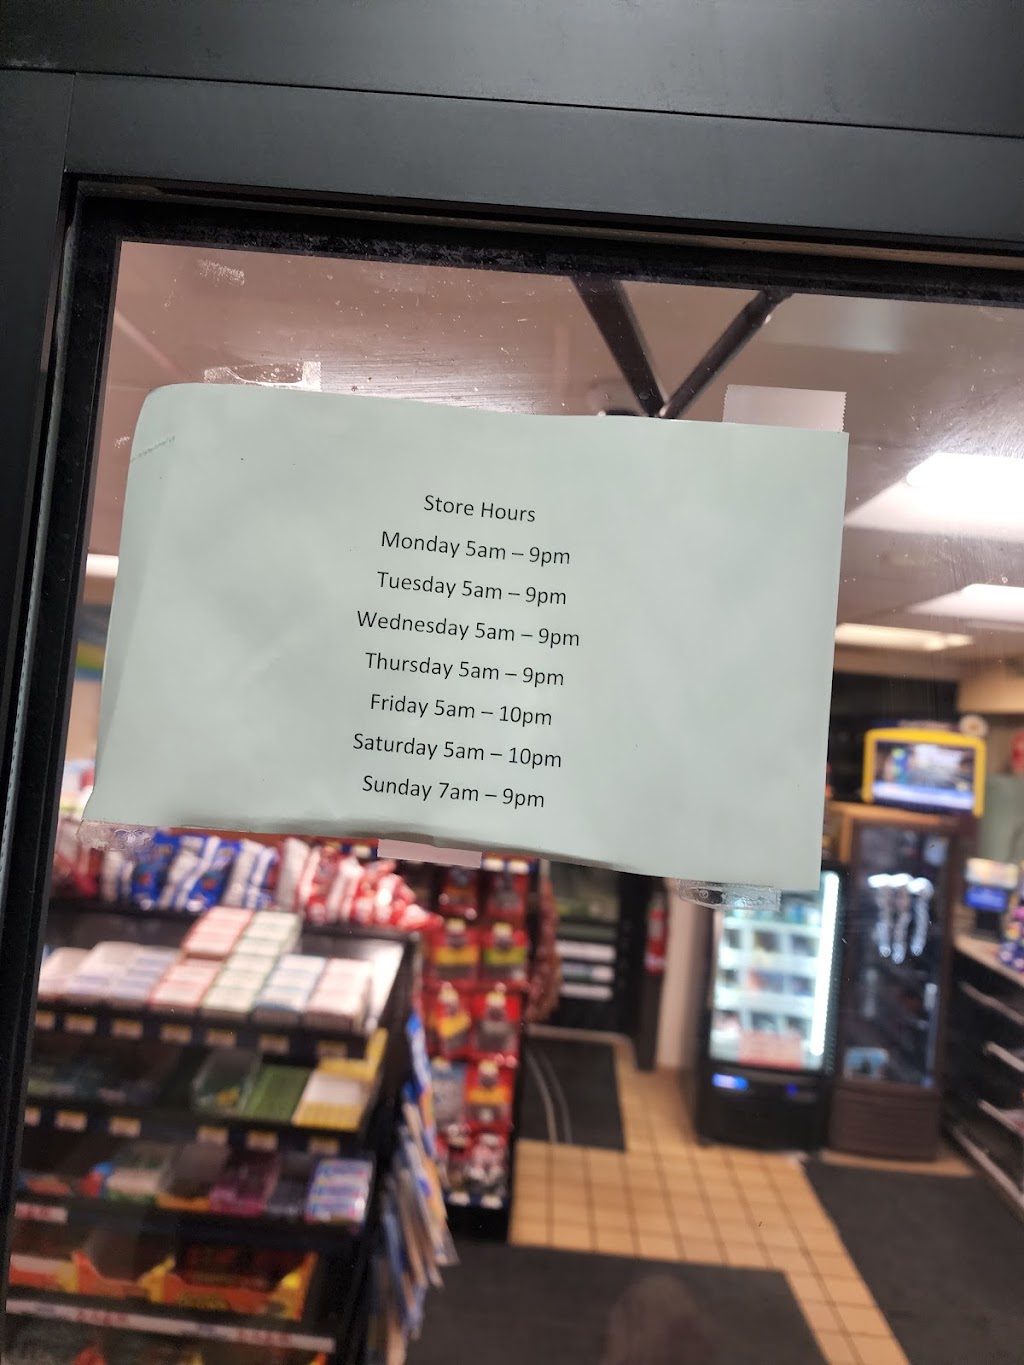 Store Hours
Monday 5am – 9pm
Tuesday 5am – 9pm
Wednesday 5am – 9pm
Thursday 5am – 9pm
Friday 5am – 10pm
Saturday 5am – 10pm
Sunday 7am – 9pm